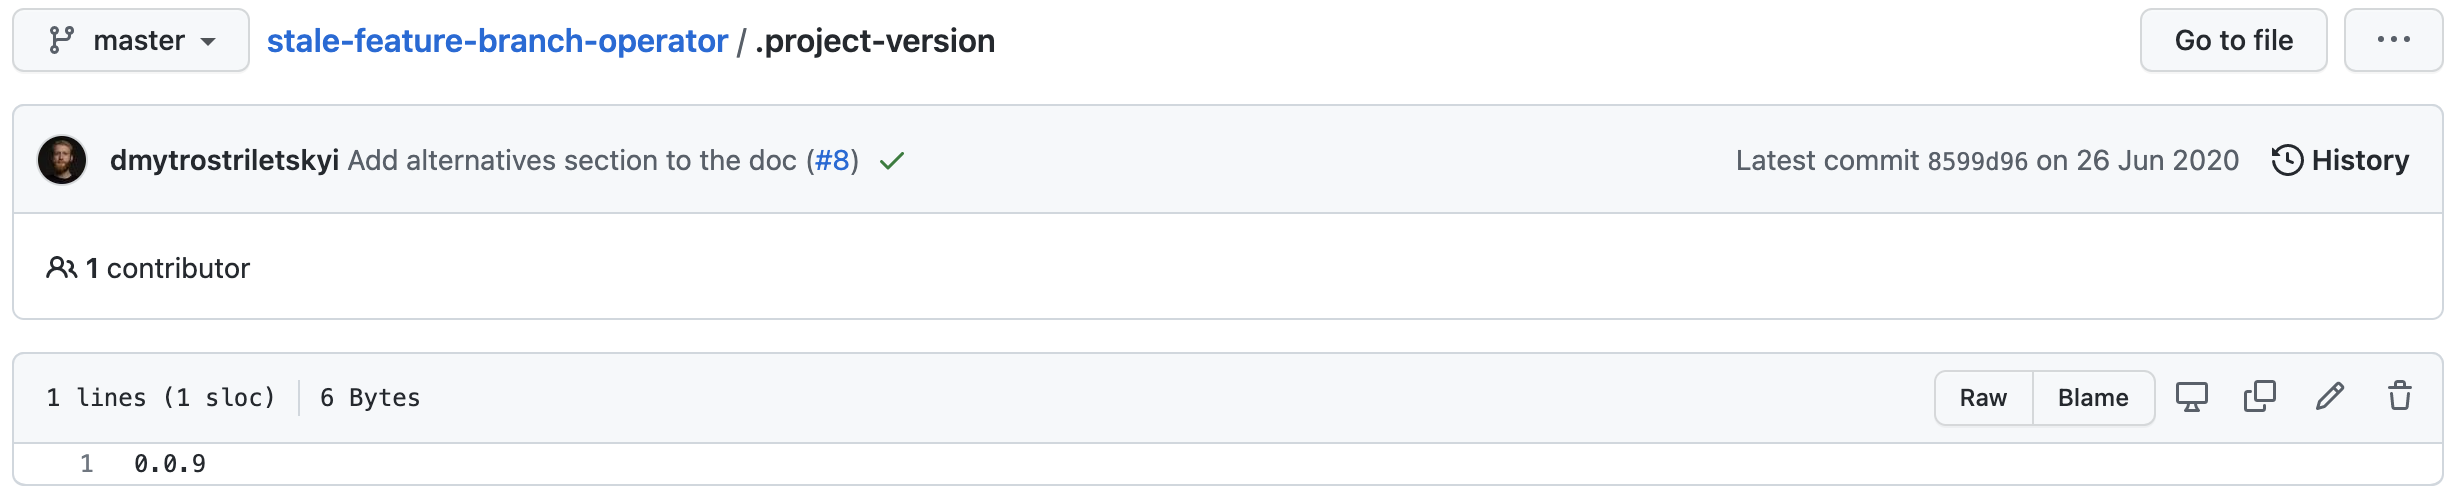 master stale-feature-branch-operator / .project-version Go to file ...
dmytrostriletskyi Add alternatives section to the doc (#8) Latest commit 8599d96 on 26 Jun 2020 History
1 contributor
1 lines (1 sloc) 6 Bytes Raw Blame
1 0.0.9